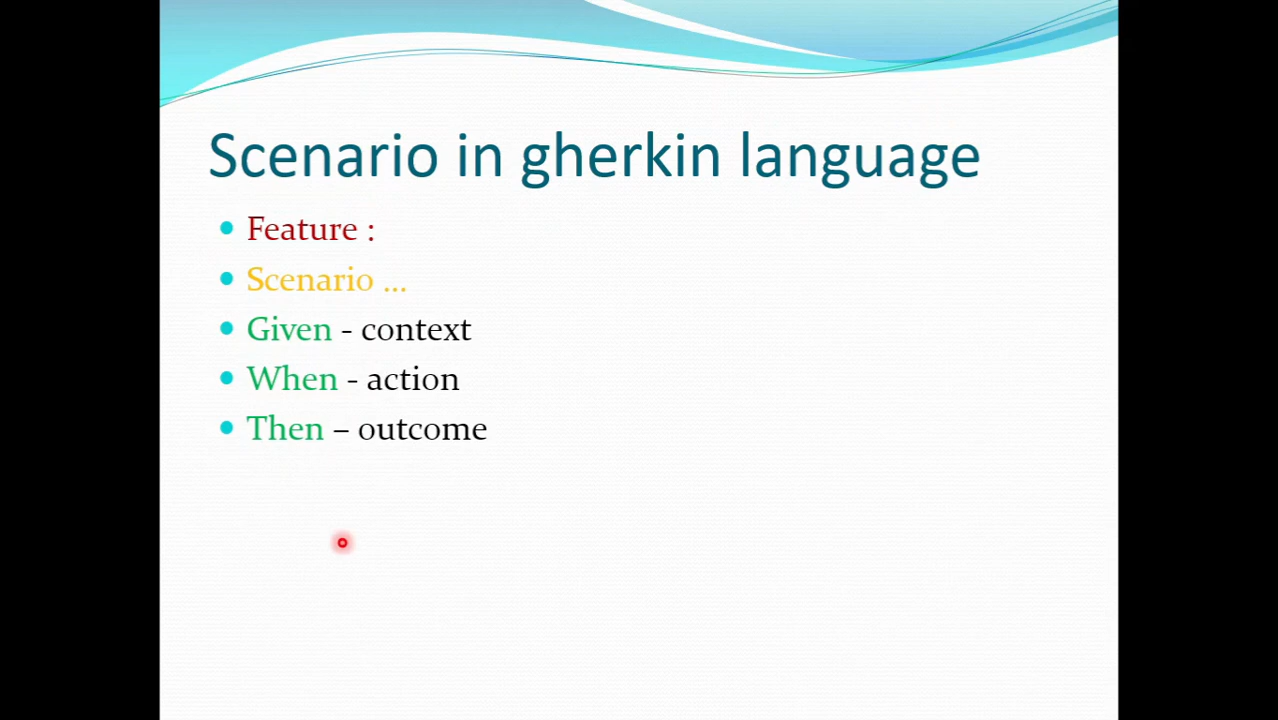 Scenario in gherkin language
Feature :
Scenario ...
Given - context
When - action
Then – outcome